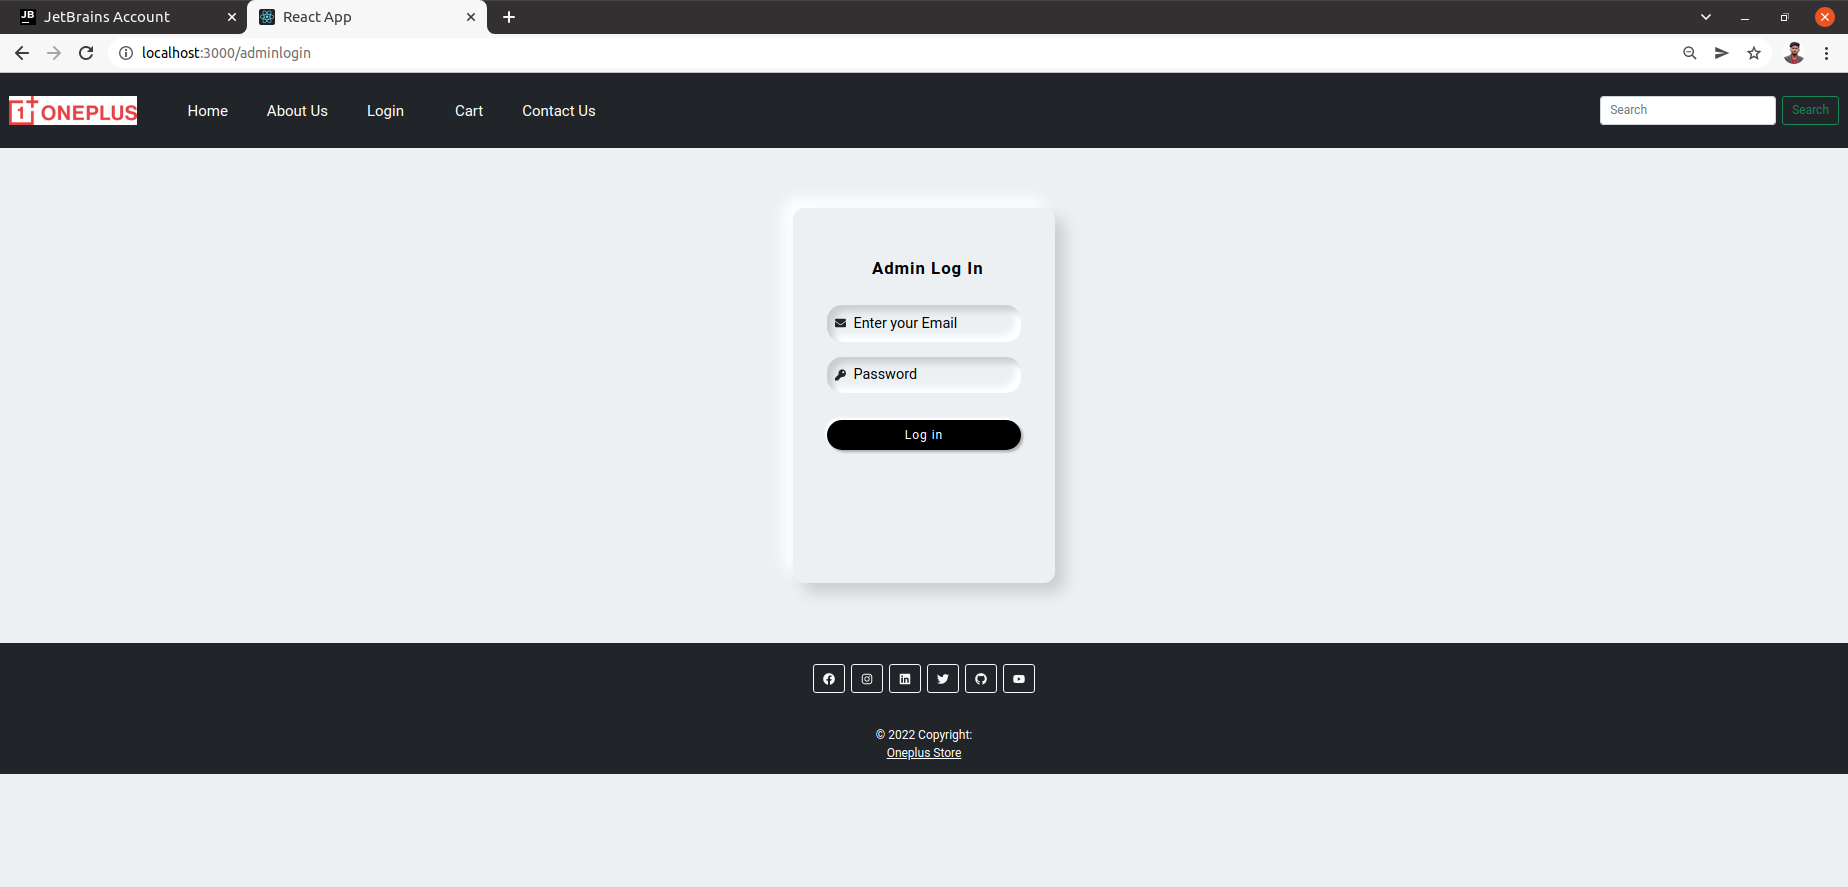 JB JetBrains Account
React App
localhost:3000/adminlogin
1+ ONEPLUS Home About Us Login Cart Contact Us Search Search
Admin Log In
Enter your Email
Password
Log in
© 2022 Copyright:
Oneplus Store